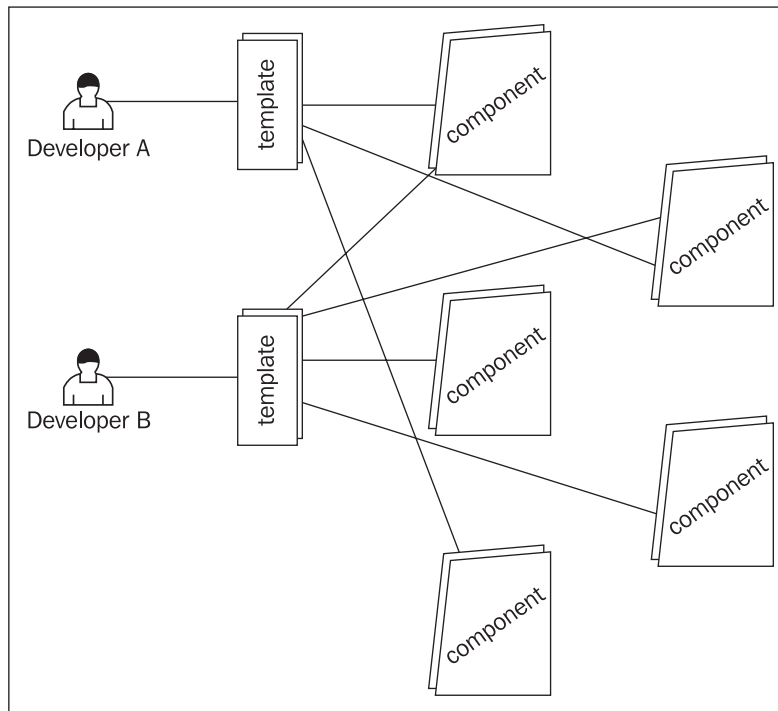 template
component
Developer A
component
template
component
Developer B
component
component